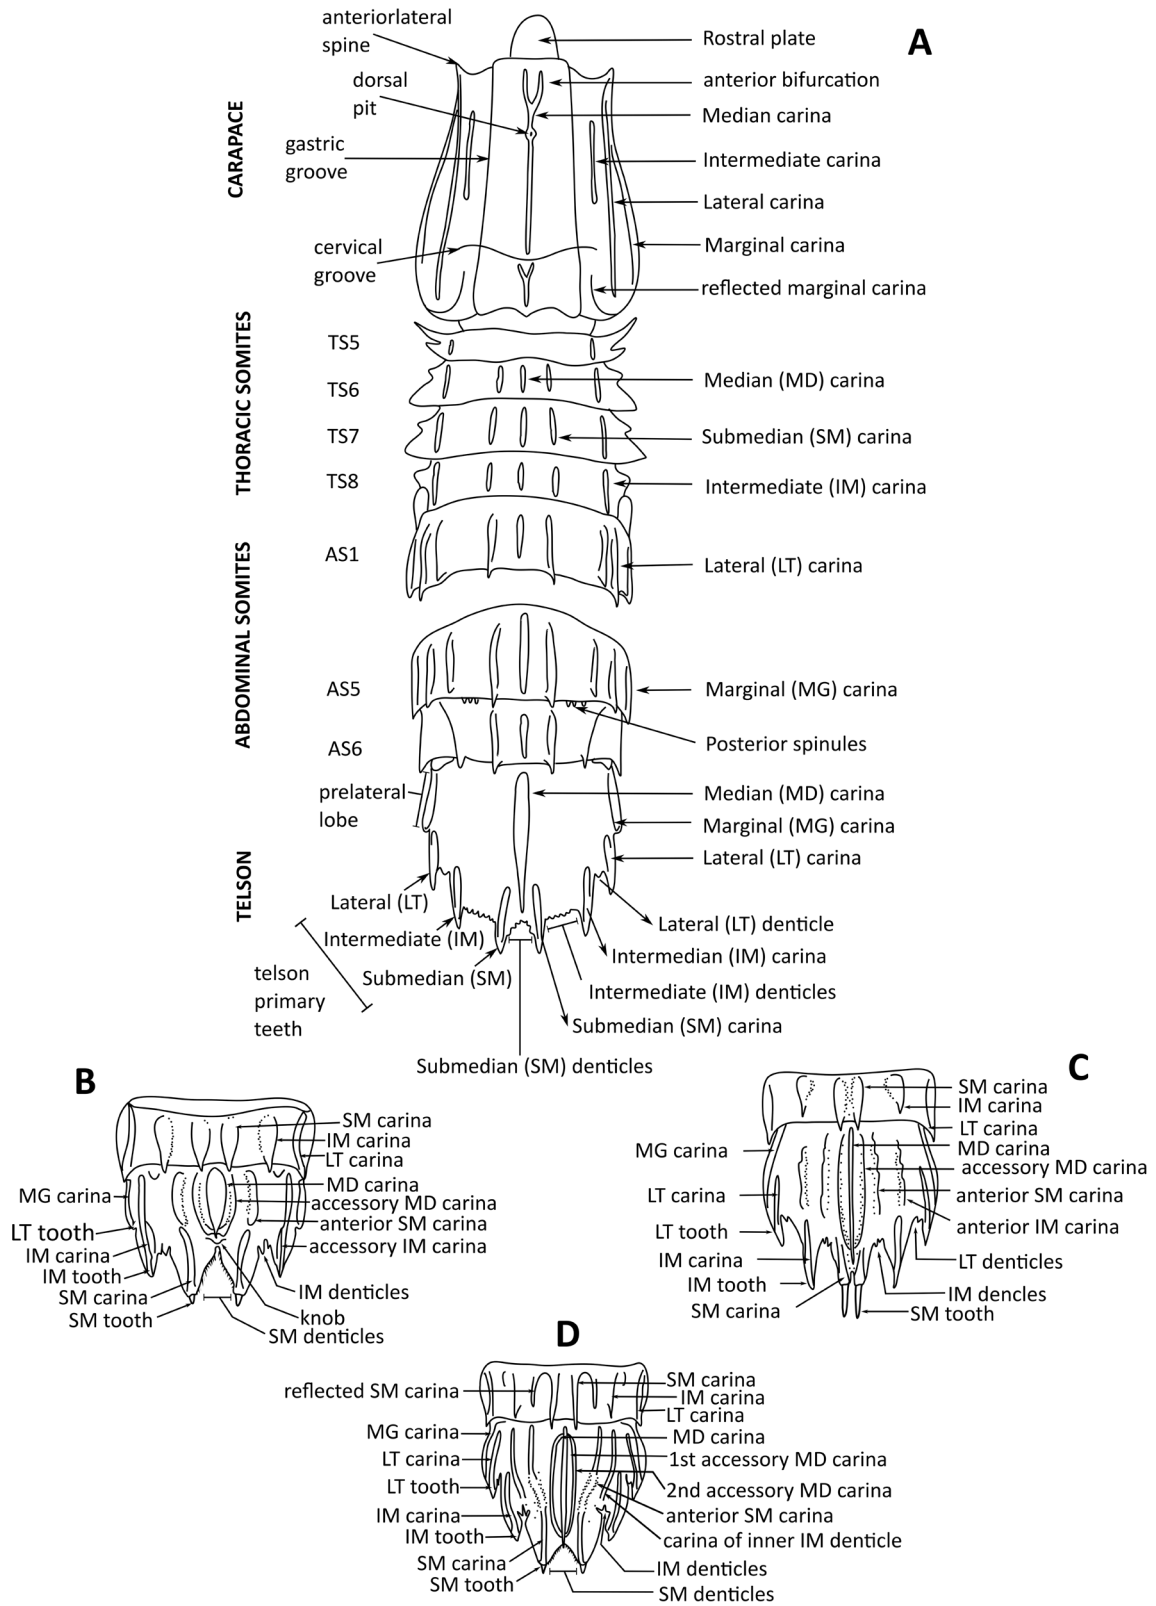 anteriorlateral
spine
Rostral plate
A
dorsal
pit
anterior bifurcation
Median carina
CARAPACE
gastric
groove
Intermediate carina
Lateral carina
cervical
groove
Marginal carina
reflected marginal carina
THORACIC SOMITES
TS5
TS6
Median (MD) carina
TS7
Submedian (SM) carina
TS8
Intermediate (IM) carina
ABDOMINAL SOMITES
AS1
Lateral (LT) carina
AS5
Marginal (MG) carina
Posterior spinules
AS6
prelateral
lobe
Median (MD) carina
Marginal (MG) carina
Lateral (LT) carina
TELSON
Lateral (LT)
Intermediate (IM)
Submedian (SM)
Lateral (LT) denticle
Intermedian (IM) carina
Intermediate (IM) denticles
Submedian (SM) carina
telson
primary
teeth
Submedian (SM) denticles
B
SM carina
IM carina
LT carina
MD carina
accessory MD carina
anterior SM carina
accessory IM carina
IM denticles
knob
SM denticles
MG carina
LT tooth
IM carina
IM tooth
SM carina
SM tooth
C
SM carina
IM carina
LT carina
MD carina
accessory MD carina
anterior SM carina
anterior IM carina
LT denticles
IM dencles
SM tooth
MG carina
LT carina
LT tooth
IM carina
IM tooth
SM carina
D
reflected SM carina
MG carina
LT carina
LT tooth
IM carina
IM tooth
SM carina
SM tooth
SM carina
IM carina
LT carina
MD carina
1st accessory MD carina
2nd accessory MD carina
anterior SM carina
carina of inner IM denticle
IM denticles
SM denticles